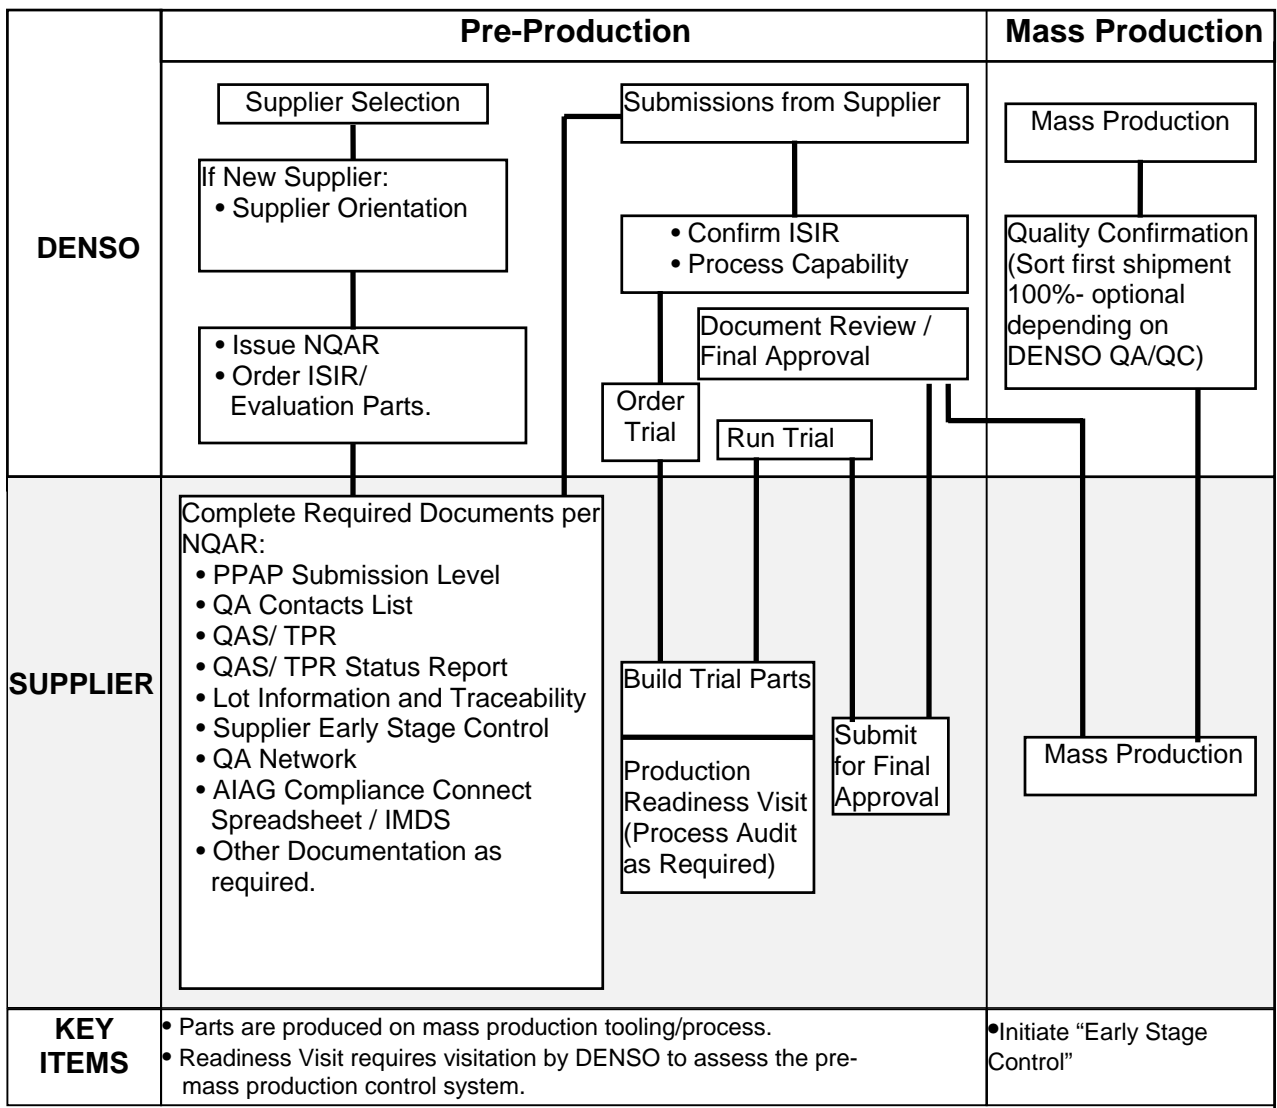 Pre-Production
Mass Production
DENSO
Supplier Selection
If New Supplier:
• Supplier Orientation
• Issue NQAR
• Order ISIR/
Evaluation Parts.
Submissions from Supplier
• Confirm ISIR
• Process Capability
Document Review /
Final Approval
Order
Trial
Run Trial
Mass Production
Quality Confirmation
(Sort first shipment
100%- optional
depending on
DENSO QA/QC)
SUPPLIER
Complete Required Documents per
NQAR:
• PPAP Submission Level
• QA Contacts List
• QAS/ TPR
• QAS/ TPR Status Report
• Lot Information and Traceability
• Supplier Early Stage Control
• QA Network
• AIAG Compliance Connect
Spreadsheet / IMDS
• Other Documentation as
required.
Build Trial Parts
Production
Readiness Visit
(Process Audit
as Required)
Submit
for Final
Approval
Mass Production
KEY
ITEMS
• Parts are produced on mass production tooling/process.
• Readiness Visit requires visitation by DENSO to assess the pre-
mass production control system.
•Initiate “Early Stage
Control”